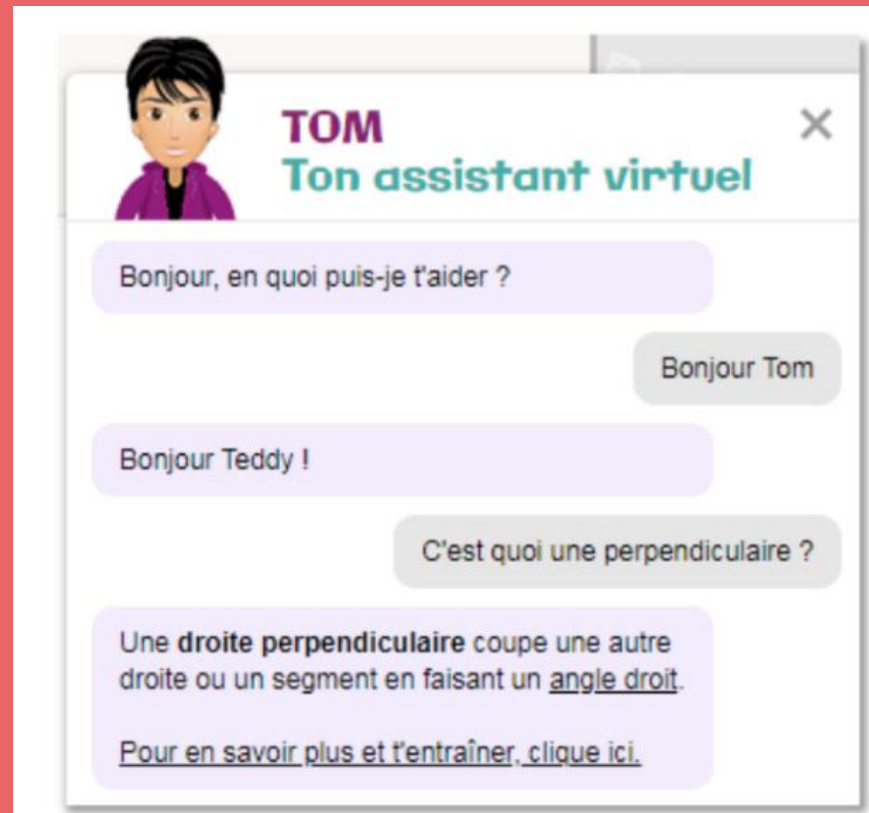 TOM
Ton assistant virtuel
Bonjour, en quoi puis-je t'aider ?
Bonjour Tom
Bonjour Teddy !
C'est quoi une perpendiculaire ?
Une droite perpendiculaire coupe une autre
droite ou un segment en faisant un angle droit.
Pour en savoir plus et t'entraîner, clique ici.